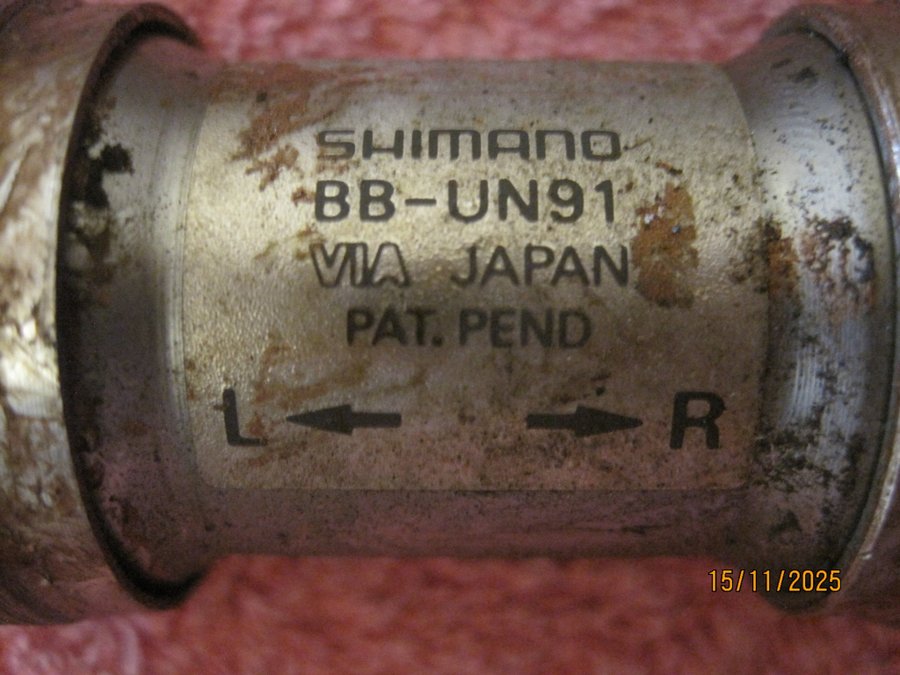 SHIMANO
BB-UN91
VIA JAPAN
PAT. PEND
L R
15/11/2025